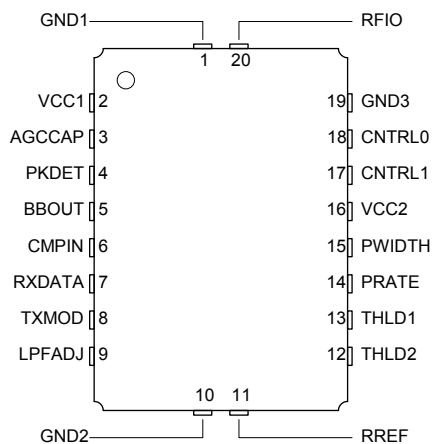 GND1 RFIO
1 20
VCC1 2 19 GND3
AGCCAP 3 18 CNTRL0
PKDET 4 17 CNTRL1
BBOUT 5 16 VCC2
CMPIN 6 15 PWIDTH
RXDATA 7 14 PRATE
TXMOD 8 13 THLD1
LPFADJ 9 12 THLD2
10 11
GND2 RREF